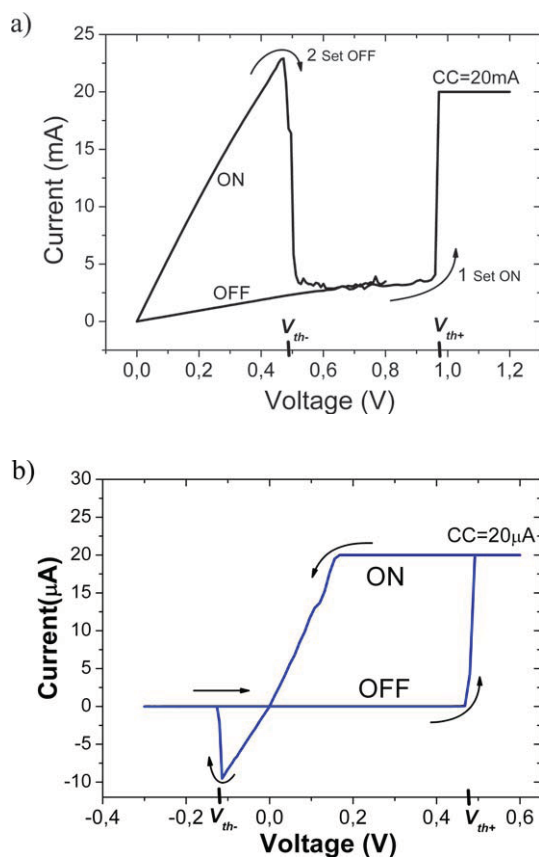 a)
25
20
15
10
5
0
Current (mA)
2 Set OFF
CC=20mA
ON
OFF
1 Set ON
V th-
V th+
0,0 0,2 0,4 0,6 0,8 1,0 1,2
Voltage (V)
b)
30
25
20
15
10
5
0
-5
-10
Current(μA)
CC=20μA
ON
OFF
V th-
V th+
-0,4 -0,2 0,0 0,2 0,4 0,6
Voltage (V)